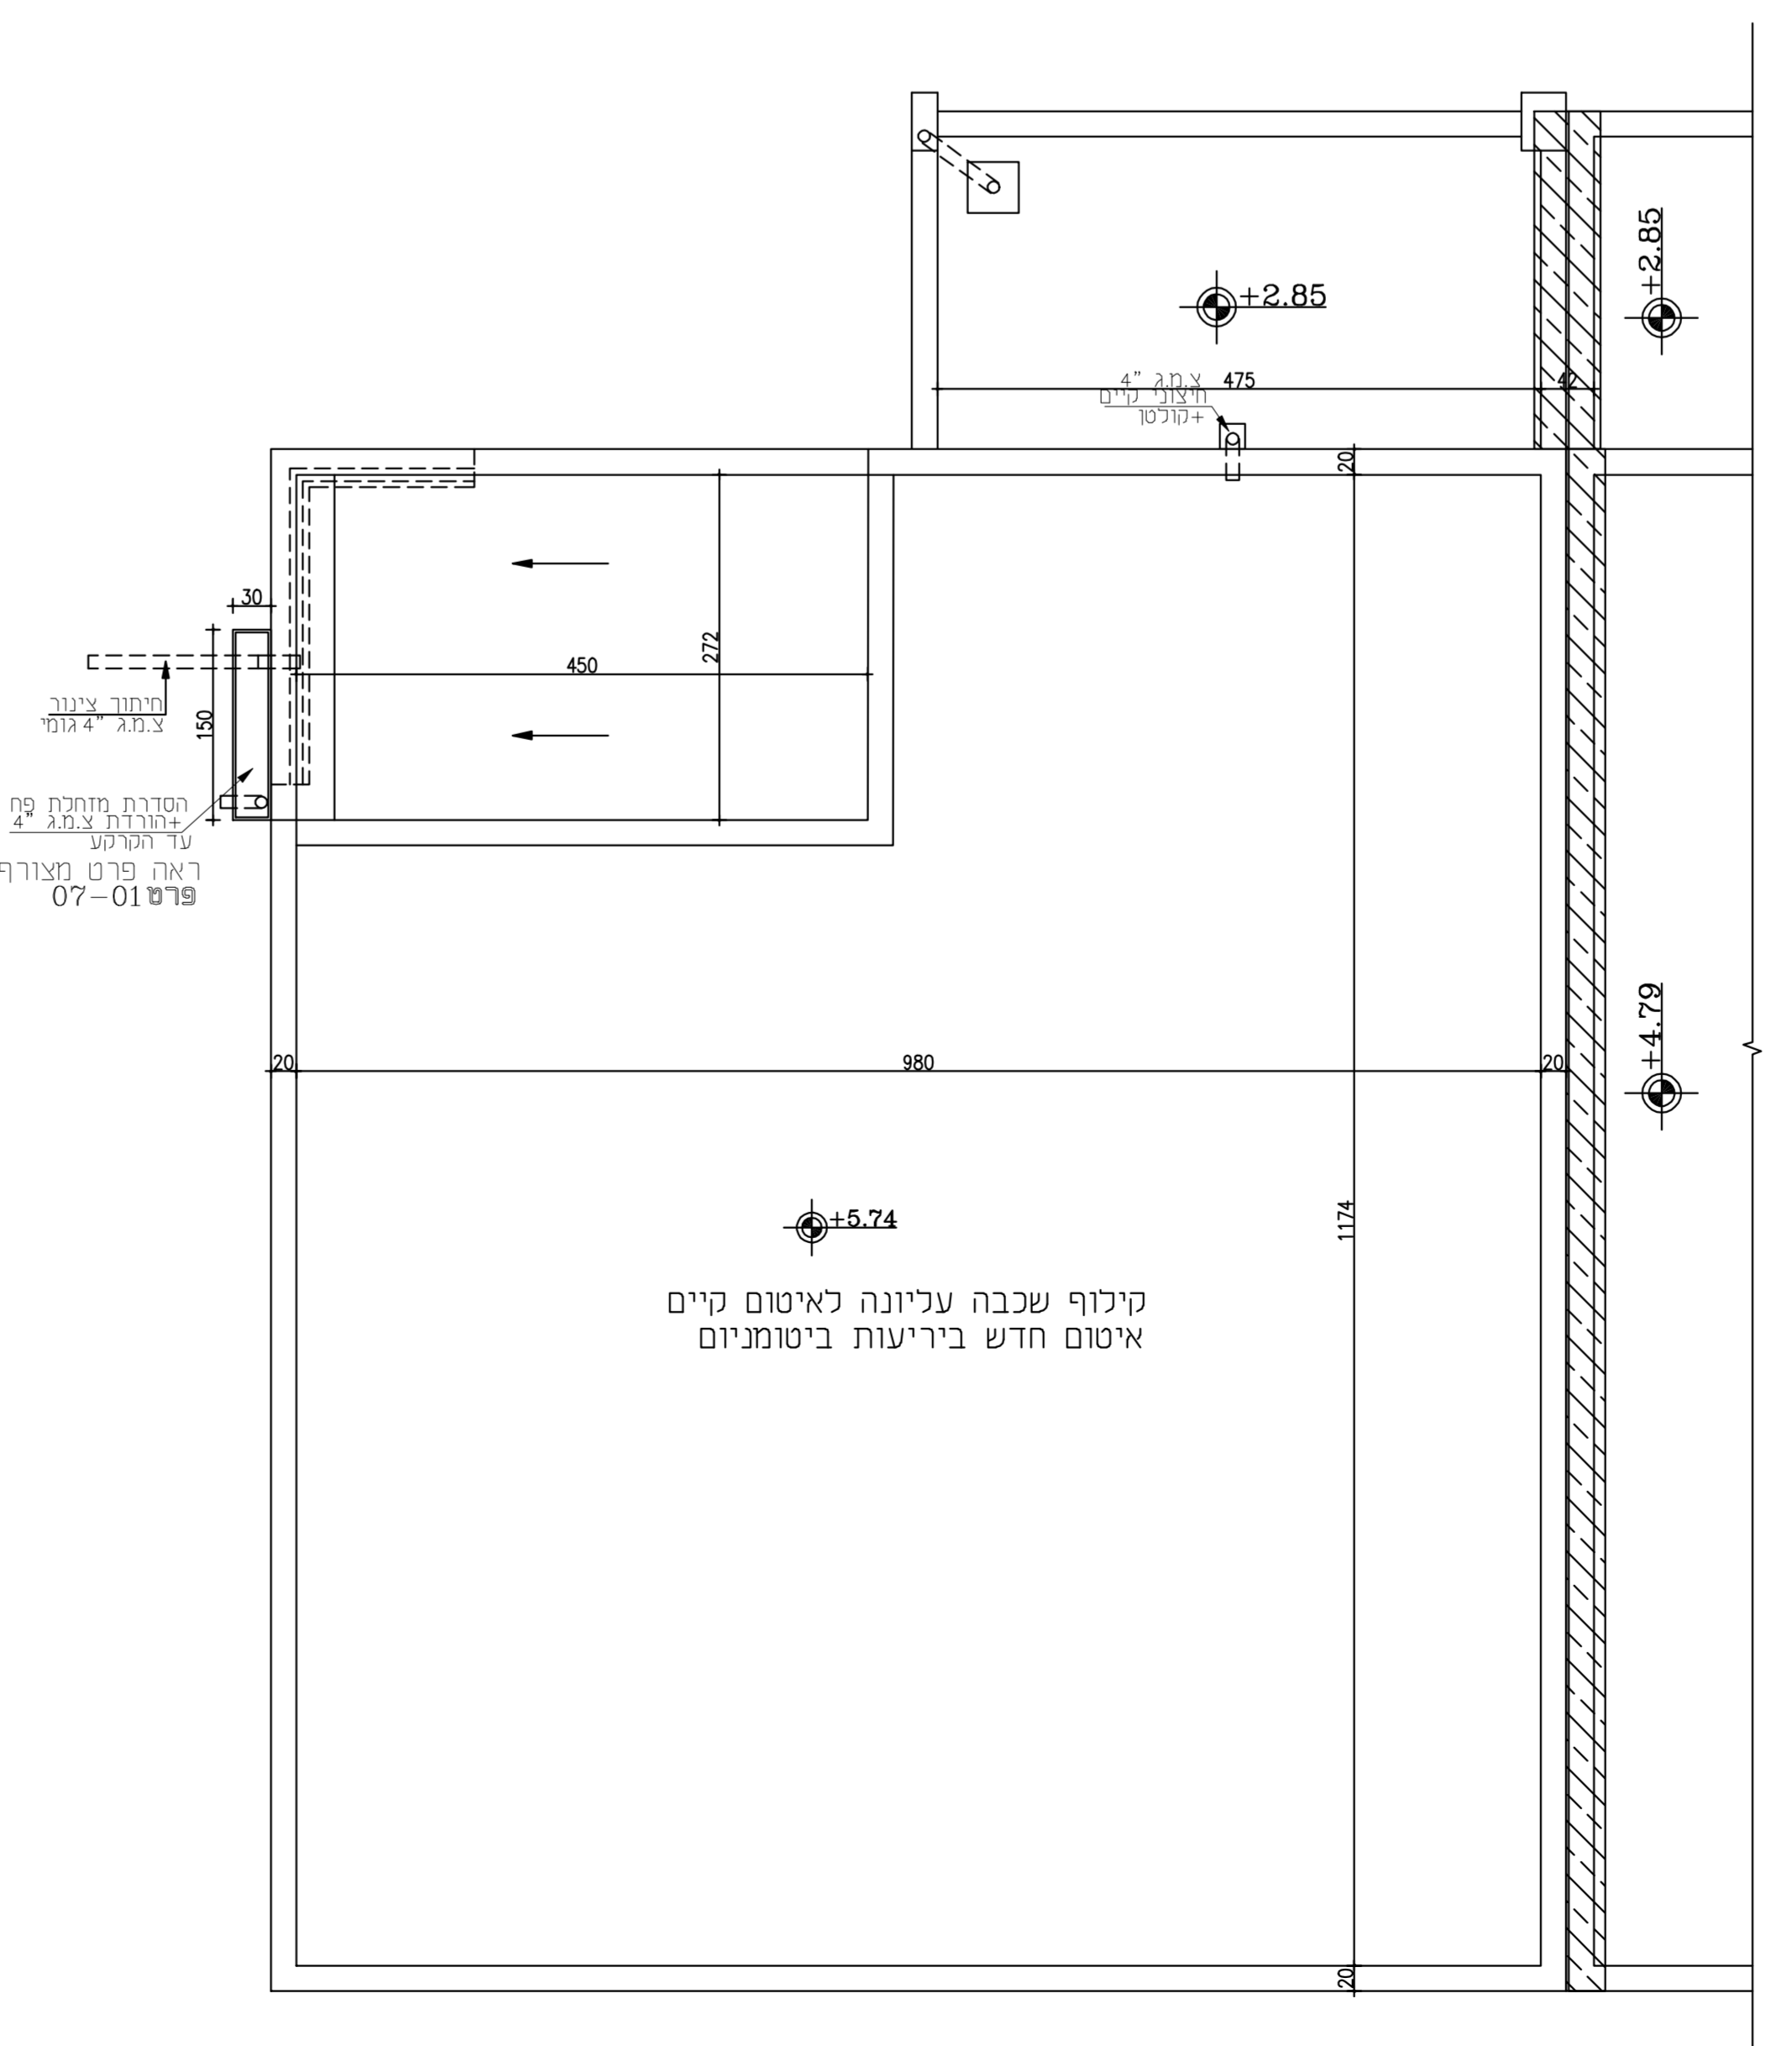 +2.85
+2.85
צ.מ.ג "4
חיצוני קיים
+קולטן
475
42
20
30
272
450
150
חיתוך צינור
צ.מ.ג "4 גומי
הסדרת מזחלת פח
+הורדת צ.מ.ג "4
עד הקרקע
ראה פרט מצורף
פרט 07-01
+4.79
20
980
20
1174
+5.74
קילוף שכבה עליונה לאיטום קיים
איטום חדש ביריעות ביטומניום
20